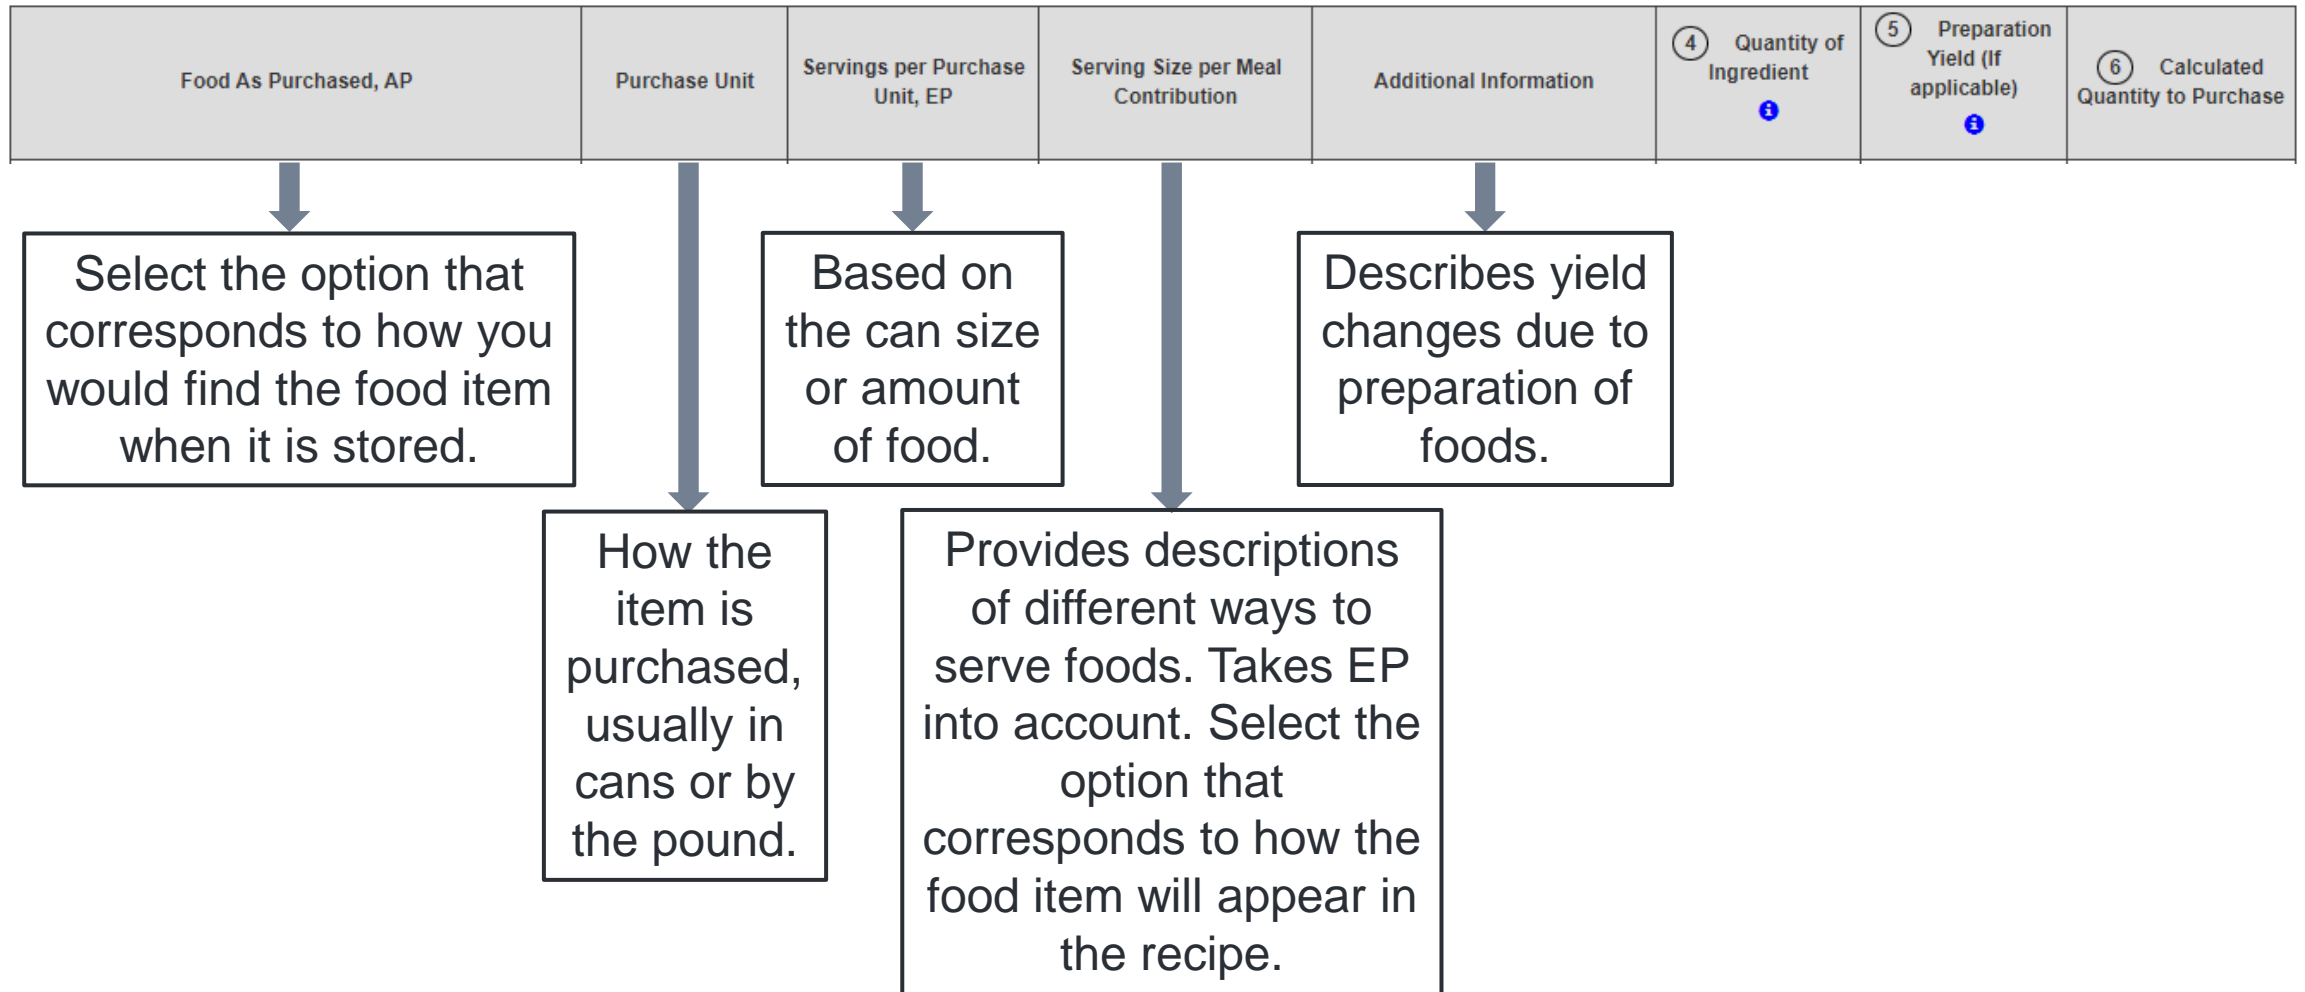 Food As Purchased, AP
Purchase Unit
Servings per Purchase
Unit, EP
Serving Size per Meal
Contribution
Additional Information
4 Quantity of
Ingredient
i
5 Preparation
Yield (If
applicable)
i
6 Calculated
Quantity to Purchase
Select the option that
corresponds to how you
would find the food item
when it is stored.
How the
item is
purchased,
usually in
cans or by
the pound.
Based on
the can size
or amount
of food.
Provides descriptions
of different ways to
serve foods. Takes EP
into account. Select the
option that
corresponds to how the
food item will appear in
the recipe.
Describes yield
changes due to
preparation of
foods.